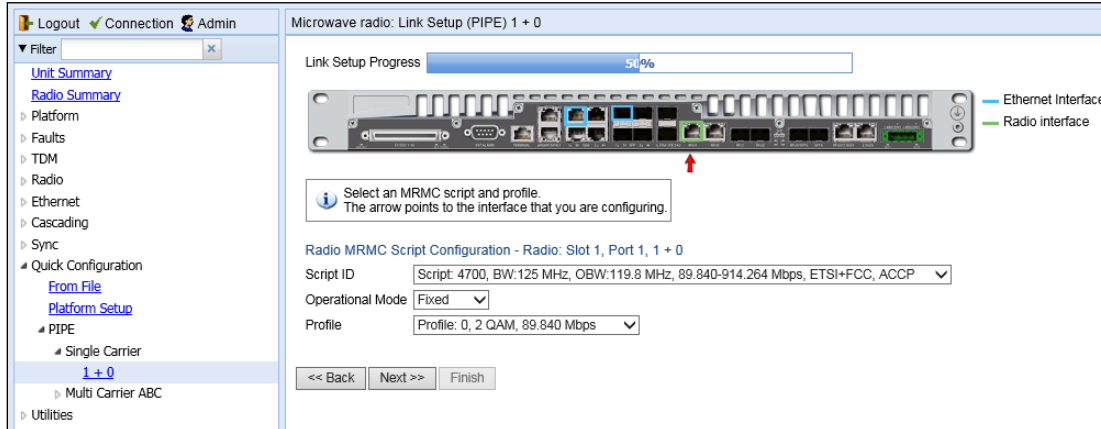 Logout Connection Admin
Microwave radio: Link Setup (PIPE) 1 + 0
Filter
Unit Summary
Radio Summary
Platform
Faults
TDM
Radio
Ethernet
Cascading
Sync
Quick Configuration
From File
Platform Setup
PIPE
Single Carrier
1 + 0
Multi Carrier ABC
Utilities
Link Setup Progress 50%
Ethernet Interface
Radio interface
Select an MRMC script and profile.
The arrow points to the interface that you are configuring.
Radio MRMC Script Configuration - Radio: Slot 1, Port 1, 1 + 0
Script ID Script: 4700, BW:125 MHz, OBW:119.8 MHz, 89.840-914.264 Mbps, ETSI+FCC, ACCP
Operational Mode Fixed
Profile Profile: 0, 2 QAM, 89.840 Mbps
<< Back Next >> Finish